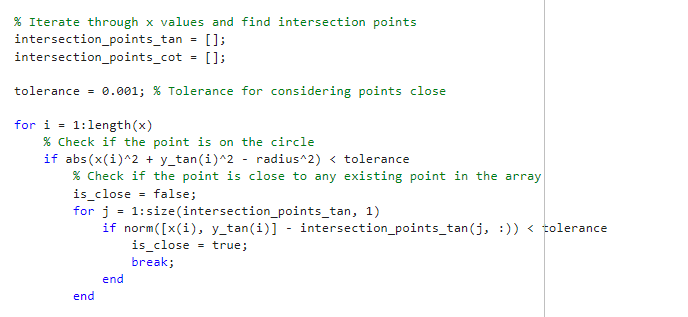 % Iterate through x values and find intersection points
intersection_points_tan = [];
intersection_points_cot = [];

tolerance = 0.001; % Tolerance for considering points close

for i = 1:length(x)
    % Check if the point is on the circle
    if abs(x(i)^2 + y_tan(i)^2 - radius^2) < tolerance
        % Check if the point is close to any existing point in the array
        is_close = false;
        for j = 1:size(intersection_points_tan, 1)
            if norm([x(i), y_tan(i)] - intersection_points_tan(j, :)) < tolerance
                is_close = true;
                break;
            end
        end